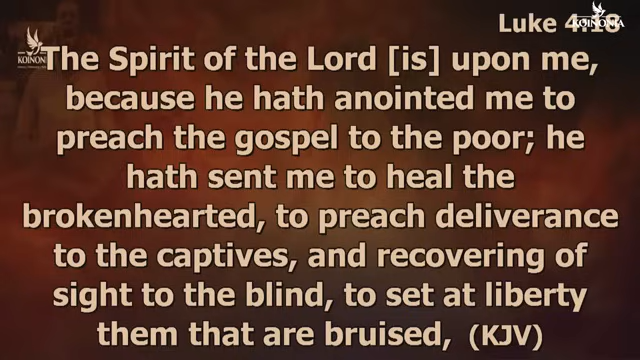 KOINONIA
Luke 4:18
KOINONIA
The Spirit of the Lord [is] upon me,
because he hath anointed me to
preach the gospel to the poor; he
hath sent me to heal the
brokenhearted, to preach deliverance
to the captives, and recovering of
sight to the blind, to set at liberty
them that are bruised, (KJV)